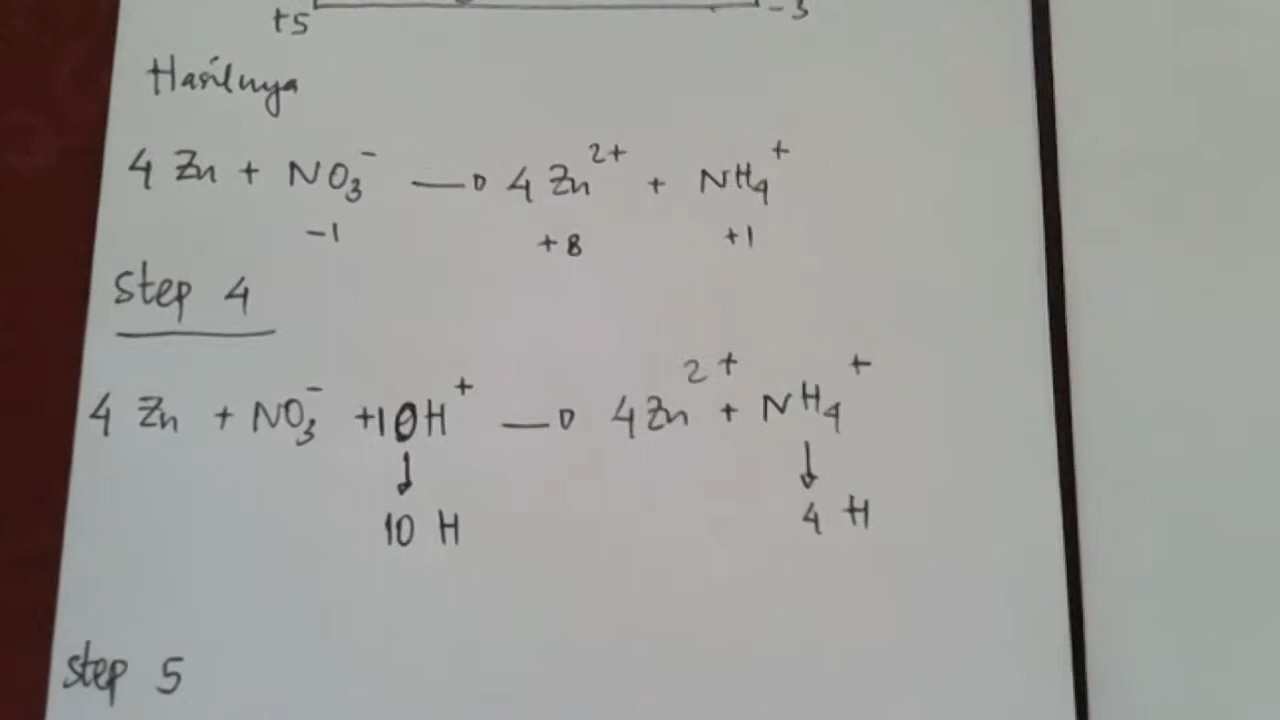 +5 -3
Hasilnya
4 Zn + NO₃⁻ → 4 Zn²⁺ + NH₄⁺
-1 +8 +1
Step 4
4 Zn + NO₃⁻ + 10H⁺ → 4 Zn²⁺ + NH₄⁺
↓ ↓
10 H 4 H
Step 5